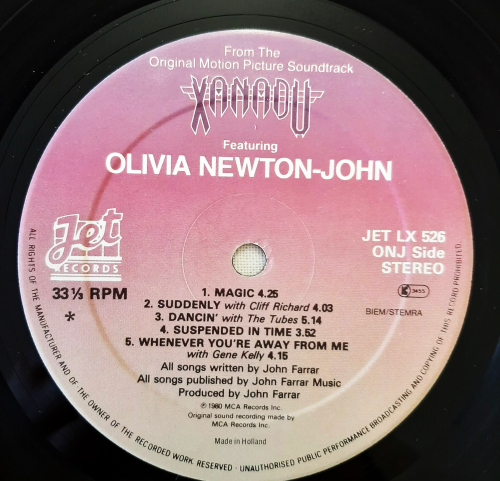 From The
Original Motion Picture Soundtrack
XANADU
Featuring
OLIVIA NEWTON-JOHN
Jet
RECORDS
33⅓ RPM
*
JET LX 526
ONJ Side
STEREO
BIEM/STEMRA
1. MAGIC 4.25
2. SUDDENLY with Cliff Richard 4.03
3. DANCIN' with The Tubes 5.14
4. SUSPENDED IN TIME 3.52
5. WHENEVER YOU'RE AWAY FROM ME
with Gene Kelly 4.15
All songs written by John Farrar
All songs published by John Farrar Music
Produced by John Farrar
℗ 1980 MCA Records Inc.
Original sound recording made by
MCA Records Inc.
Made in Holland
ALL RIGHTS OF THE MANUFACTURER AND OF THE OWNER OF THE RECORDED WORK RESERVED · UNAUTHORISED PUBLIC PERFORMANCE BROADCASTING AND COPYING OF THIS RECORD PROHIBITED.